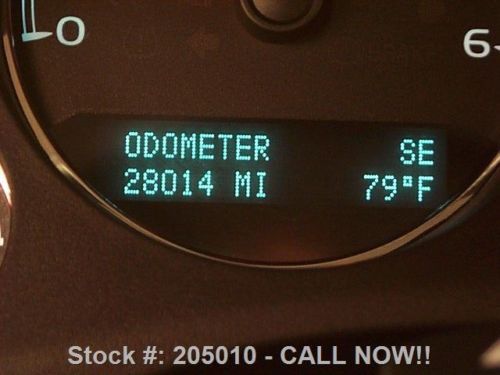 0
6
ODOMETER SE
28014 MI 79°F
Stock #: 205010 - CALL NOW!!